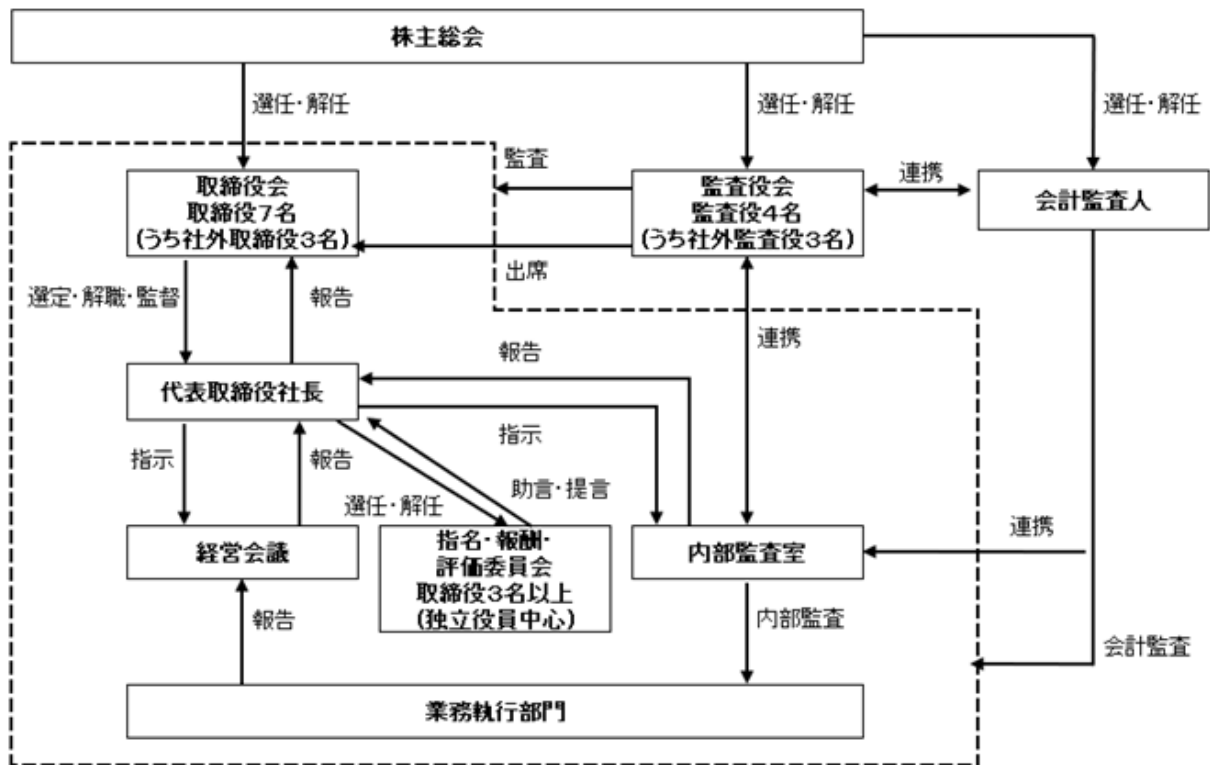 株主総会
選任・解任
選任・解任
選任・解任
監査
取締役会
取締役7名
(うち社外取締役3名)
監査役会
監査役4名
(うち社外監査役3名)
連携
会計監査人
出席
選定・解職・監督
報告
連携
報告
代表取締役社長
指示
指示
報告
助言・提言
選任・解任
経営会議
指名・報酬・
評価委員会
取締役3名以上
(独立役員中心)
内部監査室
連携
報告
内部監査
会計監査
業務執行部門